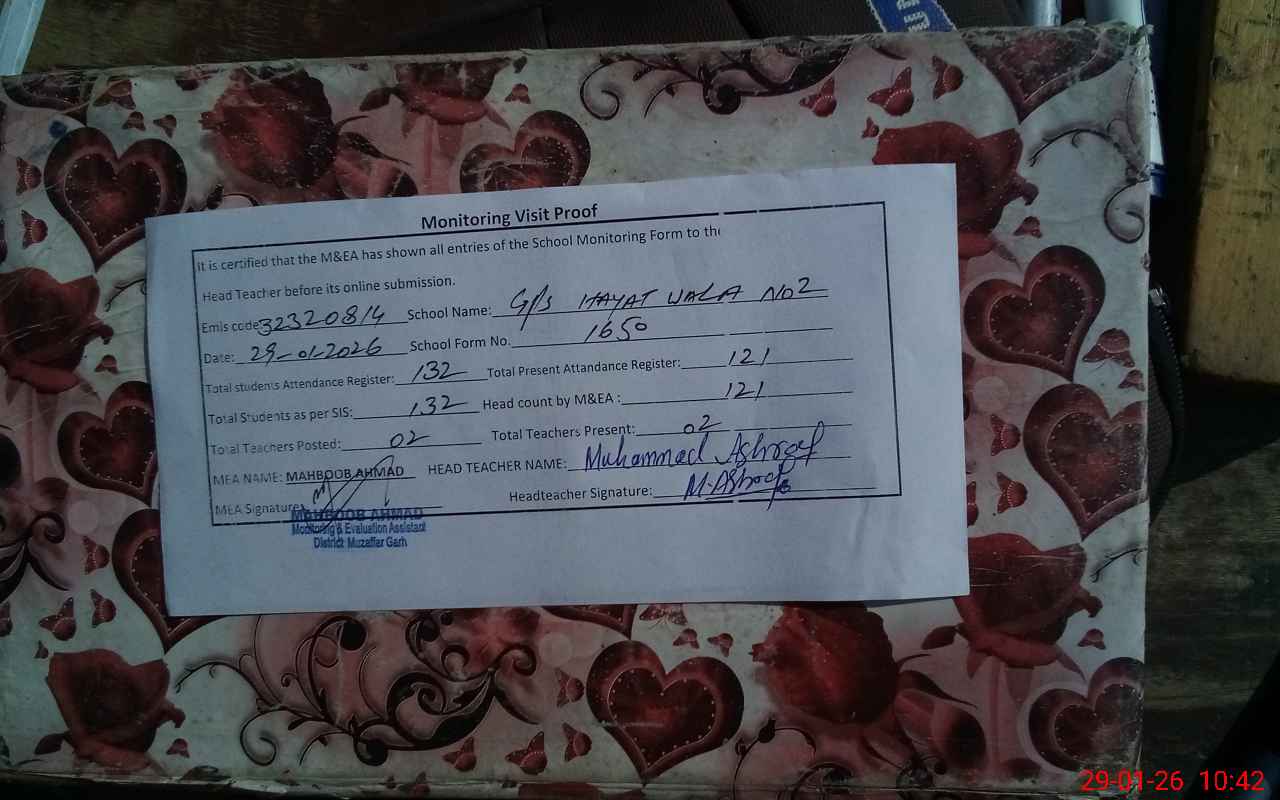 Monitoring Visit Proof
It is certified that the M&EA has shown all entries of the School Monitoring Form to the
Head Teacher before its online submission.
Emis code 32320814 School Name: G/s HAYAT WALA No2
Date: 29-01-2026 School Form No. 1650
Total students Attendance Register: 132 Total Present Attandance Register: 121
Total Students as per SIS: 132 Head count by M&EA : 121
Total Teachers Posted: 02 Total Teachers Present: 02
MEA NAME: MAHBOOB AHMAD HEAD TEACHER NAME: Muhammad Ashraf
MEA Signature: Headteacher Signature: M.Ashraf
MAHBOOB AHMAD
Monitoring & Evaluation Assistant
District Muzaffar Garh
29-01-26 10:42